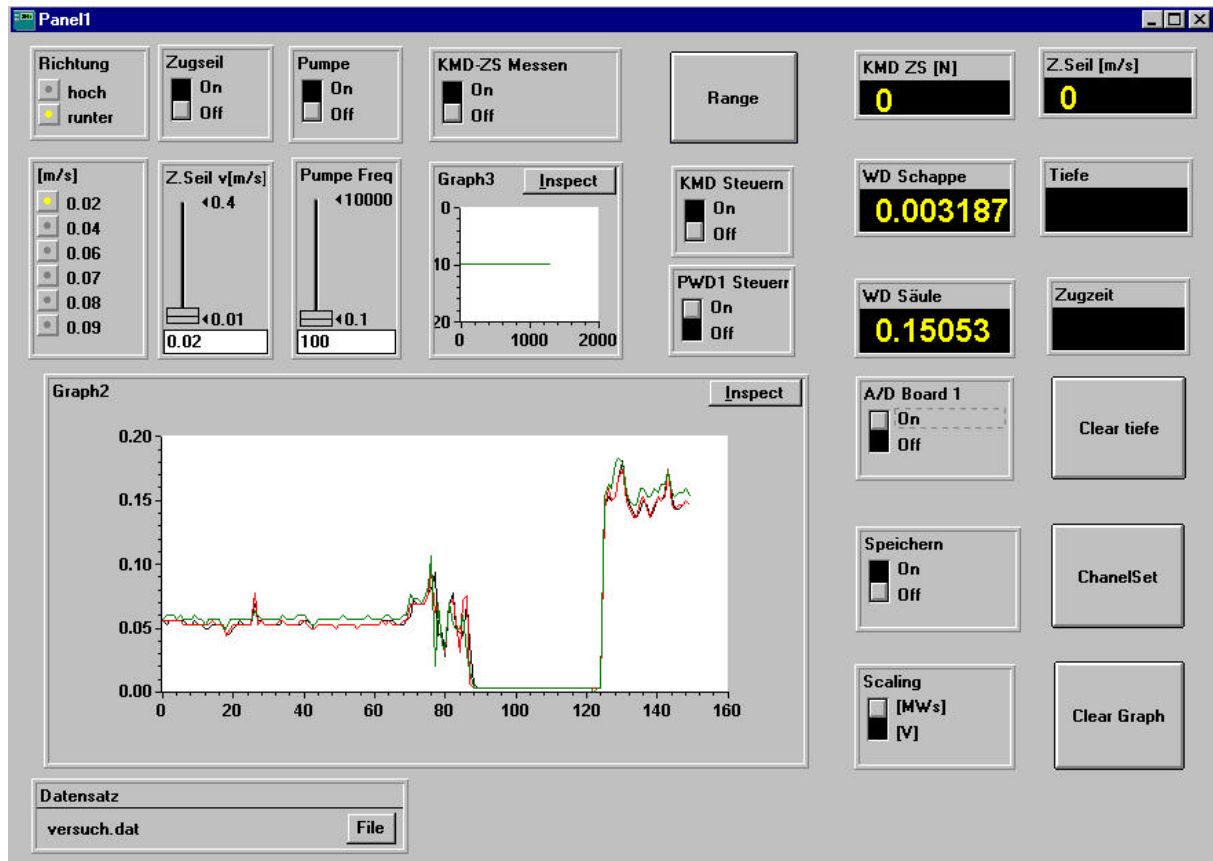 Panel1
Richtung
hoch
runter
Zugseil
On
Off
Pumpe
On
Off
KMD-ZS Messen
On
Off
Range
KMD ZS [N]
0
Z.Seil [m/s]
0
[m/s]
0.02
0.04
0.06
0.07
0.08
0.09
Z.Seil v[m/s]
0.4
0.01
0.02
Pumpe Freq
10000
0.1
100
Graph3
Inspect
0
10
20
0 1000 2000
KMD Steuern
On
Off
PWD1 Steuerr
On
Off
WD Schappe
0.003187
Tiefe
WD Säule
0.15053
Zugzeit
Graph2
Inspect
0.20
0.15
0.10
0.05
0.00
0 20 40 60 80 100 120 140 160
A/D Board 1
On
Off
Clear tiefe
Speichern
On
Off
ChanelSet
Scaling
[MWs]
[V]
Clear Graph
Datensatz
versuch.dat
File